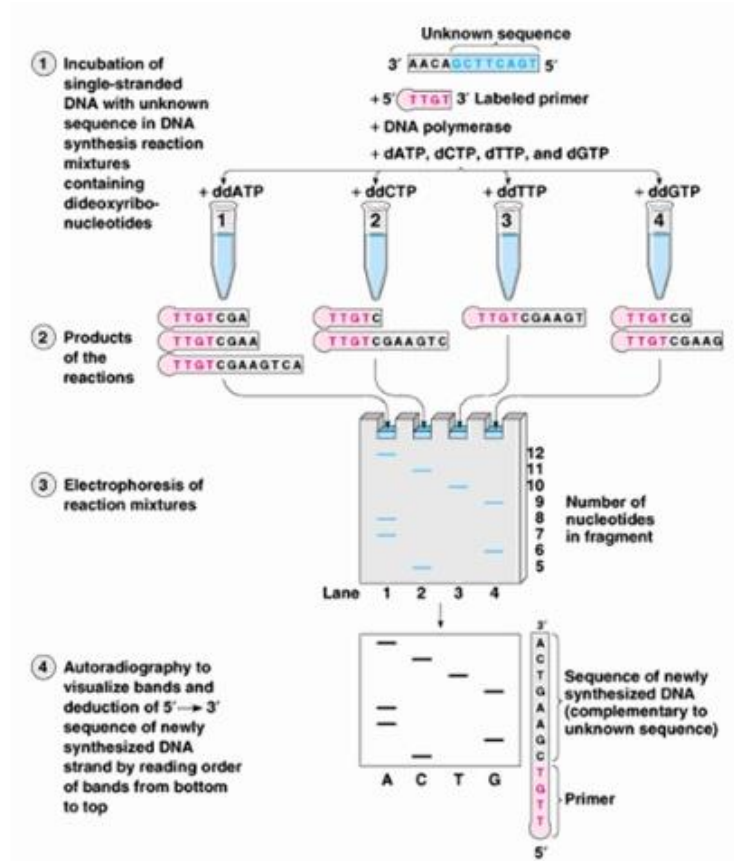 Unknown sequence
3′ AACAGCTTCAGT 5′
① Incubation of
single-stranded
DNA with unknown
sequence in DNA
synthesis reaction
mixtures
containing
dideoxyribo-
nucleotides
+ 5′ TTGT 3′ Labeled primer
+ DNA polymerase
+ dATP, dCTP, dTTP, and dGTP
+ ddATP + ddCTP + ddTTP + ddGTP
1 2 3 4
② Products
of the
reactions
TTGTCGA TTGTC TTGTCGAAGT TTGTCG
TTGTCGAA TTGTCGAAGTC TTGTCGAAG
TTGTCGAAGTCA
③ Electrophoresis of
reaction mixtures
12
11
10
9
8
7
6
5
Number of
nucleotides
in fragment
Lane 1 2 3 4
④ Autoradiography to
visualize bands and
deduction of 5′→3′
sequence of newly
synthesized DNA
strand by reading order
of bands from bottom
to top
A C T G
3′
A
C
T
G
A
A
G
C
T
G
T
T
5′
Sequence of newly
synthesized DNA
(complementary to
unknown sequence)
Primer